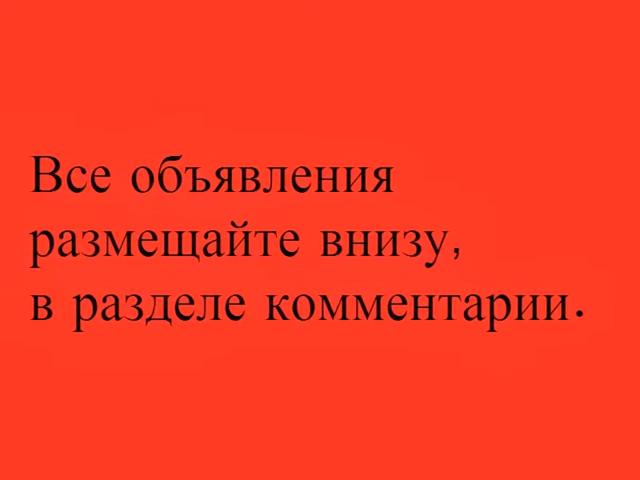 Все объявления
размещайте внизу,
в разделе комментарии.